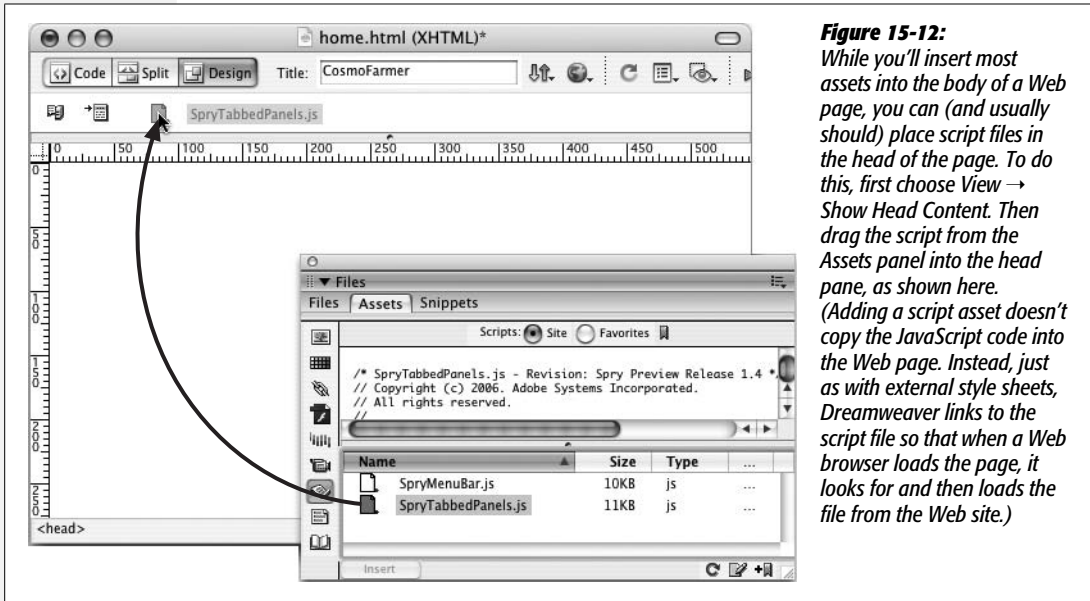 home.html (XHTML)*
Code Split Design Title: CosmoFarmer
SpryTabbedPanels.js
0 50 100 150 200 250 300 350 400 450 500
0
50
100
150
200
250
<head>
Files
Files Assets Snippets
Scripts: Site Favorites
/* SpryTabbedPanels.js - Revision: Spry Preview Release 1.4 *
// Copyright (c) 2006. Adobe Systems Incorporated.
// All rights reserved.
//
Name Size Type ...
SpryMenuBar.js 10KB js ...
SpryTabbedPanels.js 11KB js ...
Insert
Figure 15-12:
While you’ll insert most
assets into the body of a Web
page, you can (and usually
should) place script files in
the head of the page. To do
this, first choose View →
Show Head Content. Then
drag the script from the
Assets panel into the head
pane, as shown here.
(Adding a script asset doesn’t
copy the JavaScript code into
the Web page. Instead, just
as with external style sheets,
Dreamweaver links to the
script file so that when a Web
browser loads the page, it
looks for and then loads the
file from the Web site.)